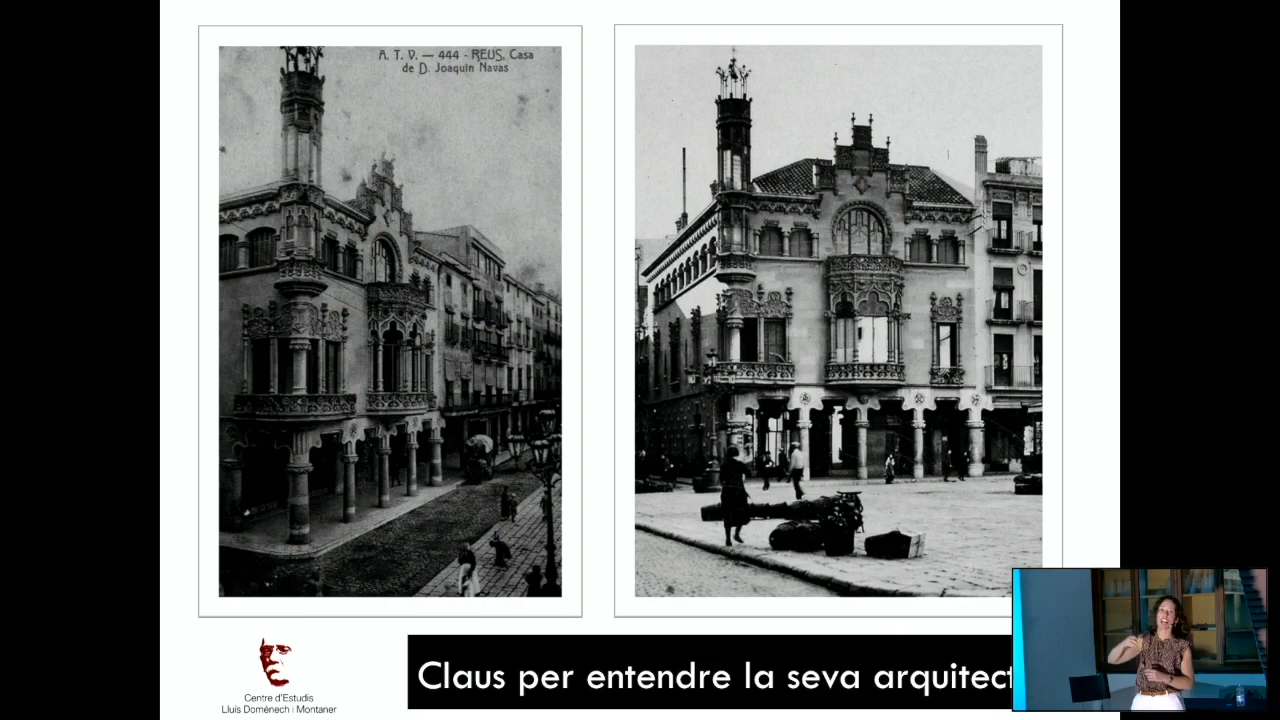 A. T. V. — 444 - REUS, Casa
de D. Joaquin Navas
Centre d'Estudis
Lluís Domènech i Montaner
Claus per entendre la seva arquitect